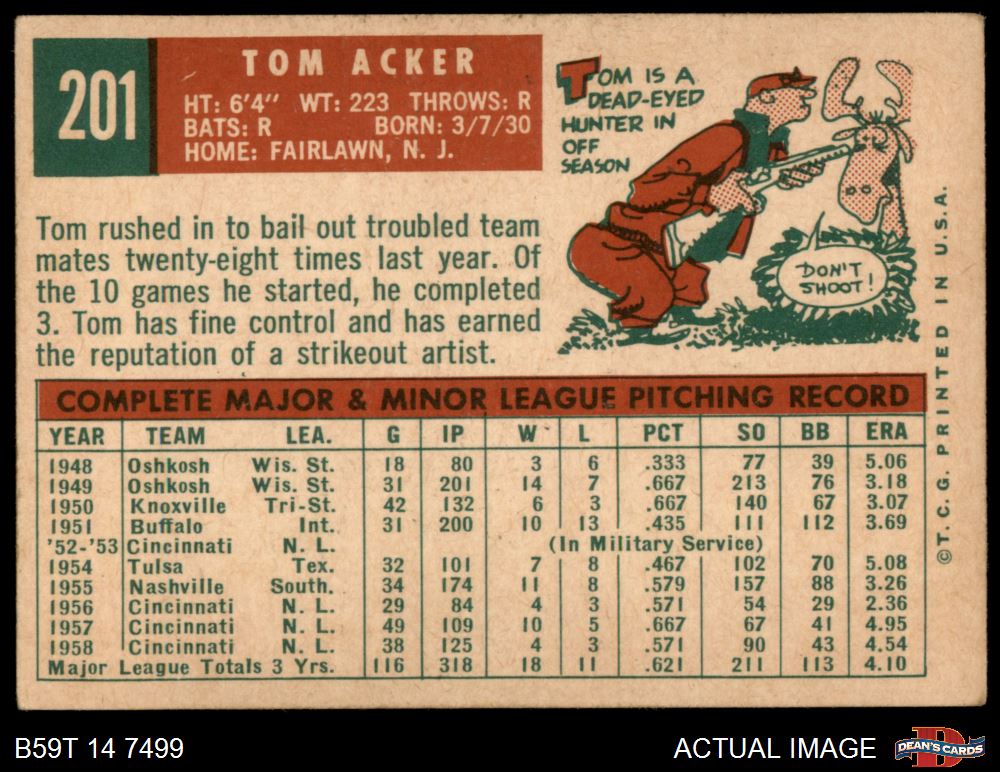 201
TOM ACKER
HT: 6'4" WT: 223 THROWS: R
BATS: R BORN: 3/7/30
HOME: FAIRLAWN, N. J.
TOM IS A
DEAD-EYED
HUNTER IN
OFF
SEASON
DON'T
SHOOT!
Tom rushed in to bail out troubled team
mates twenty-eight times last year. Of
the 10 games he started, he completed
3. Tom has fine control and has earned
the reputation of a strikeout artist.
COMPLETE MAJOR & MINOR LEAGUE PITCHING RECORD
YEAR TEAM LEA. G IP W L PCT SO BB ERA
1948 Oshkosh Wis. St. 18 80 3 6 .333 77 39 5.06
1949 Oshkosh Wis. St. 31 201 14 7 .667 213 76 3.18
1950 Knoxville Tri-St. 42 132 6 3 .667 140 67 3.07
1951 Buffalo Int. 31 200 10 13 .435 111 112 3.69
'52-'53 Cincinnati N. L. (In Military Service)
1954 Tulsa Tex. 32 101 7 8 .467 102 70 5.08
1955 Nashville South. 34 174 11 8 .579 157 88 3.26
1956 Cincinnati N. L. 29 84 4 3 .571 54 29 2.36
1957 Cincinnati N. L. 49 109 10 5 .667 67 41 4.95
1958 Cincinnati N. L. 38 125 4 3 .571 90 43 4.54
Major League Totals 3 Yrs. 116 318 18 11 .621 211 113 4.10
©T. C. G. PRINTED IN U.S.A.
B59T 14 7499
ACTUAL IMAGE
DEAN'S CARDS